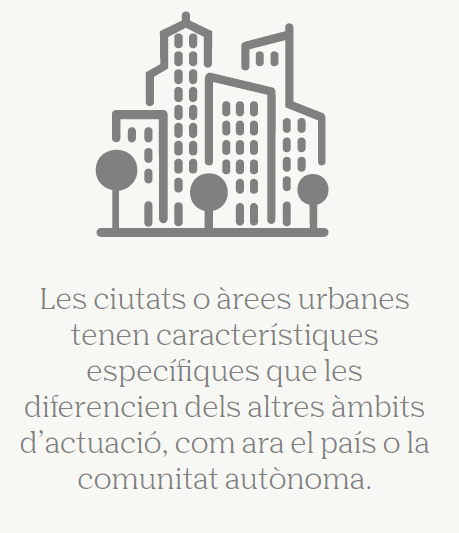 Les ciutats o àrees urbanes
tenen característiques
específiques que les
diferencien dels altres àmbits
d’actuació, com ara el país o la
comunitat autònoma.